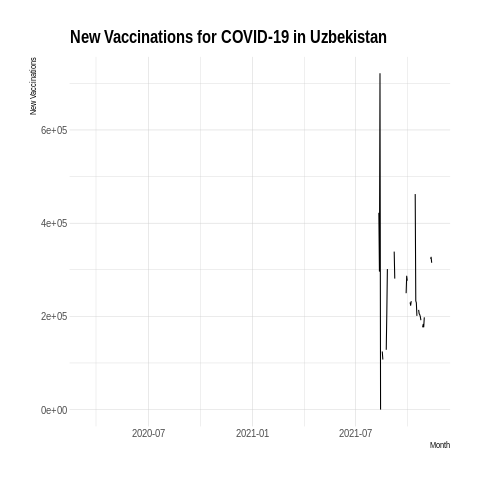 New Vaccinations for COVID-19 in Uzbekistan
New Vaccinations
6e+05
4e+05
2e+05
0e+00
2020-07
2021-01
2021-07
Month